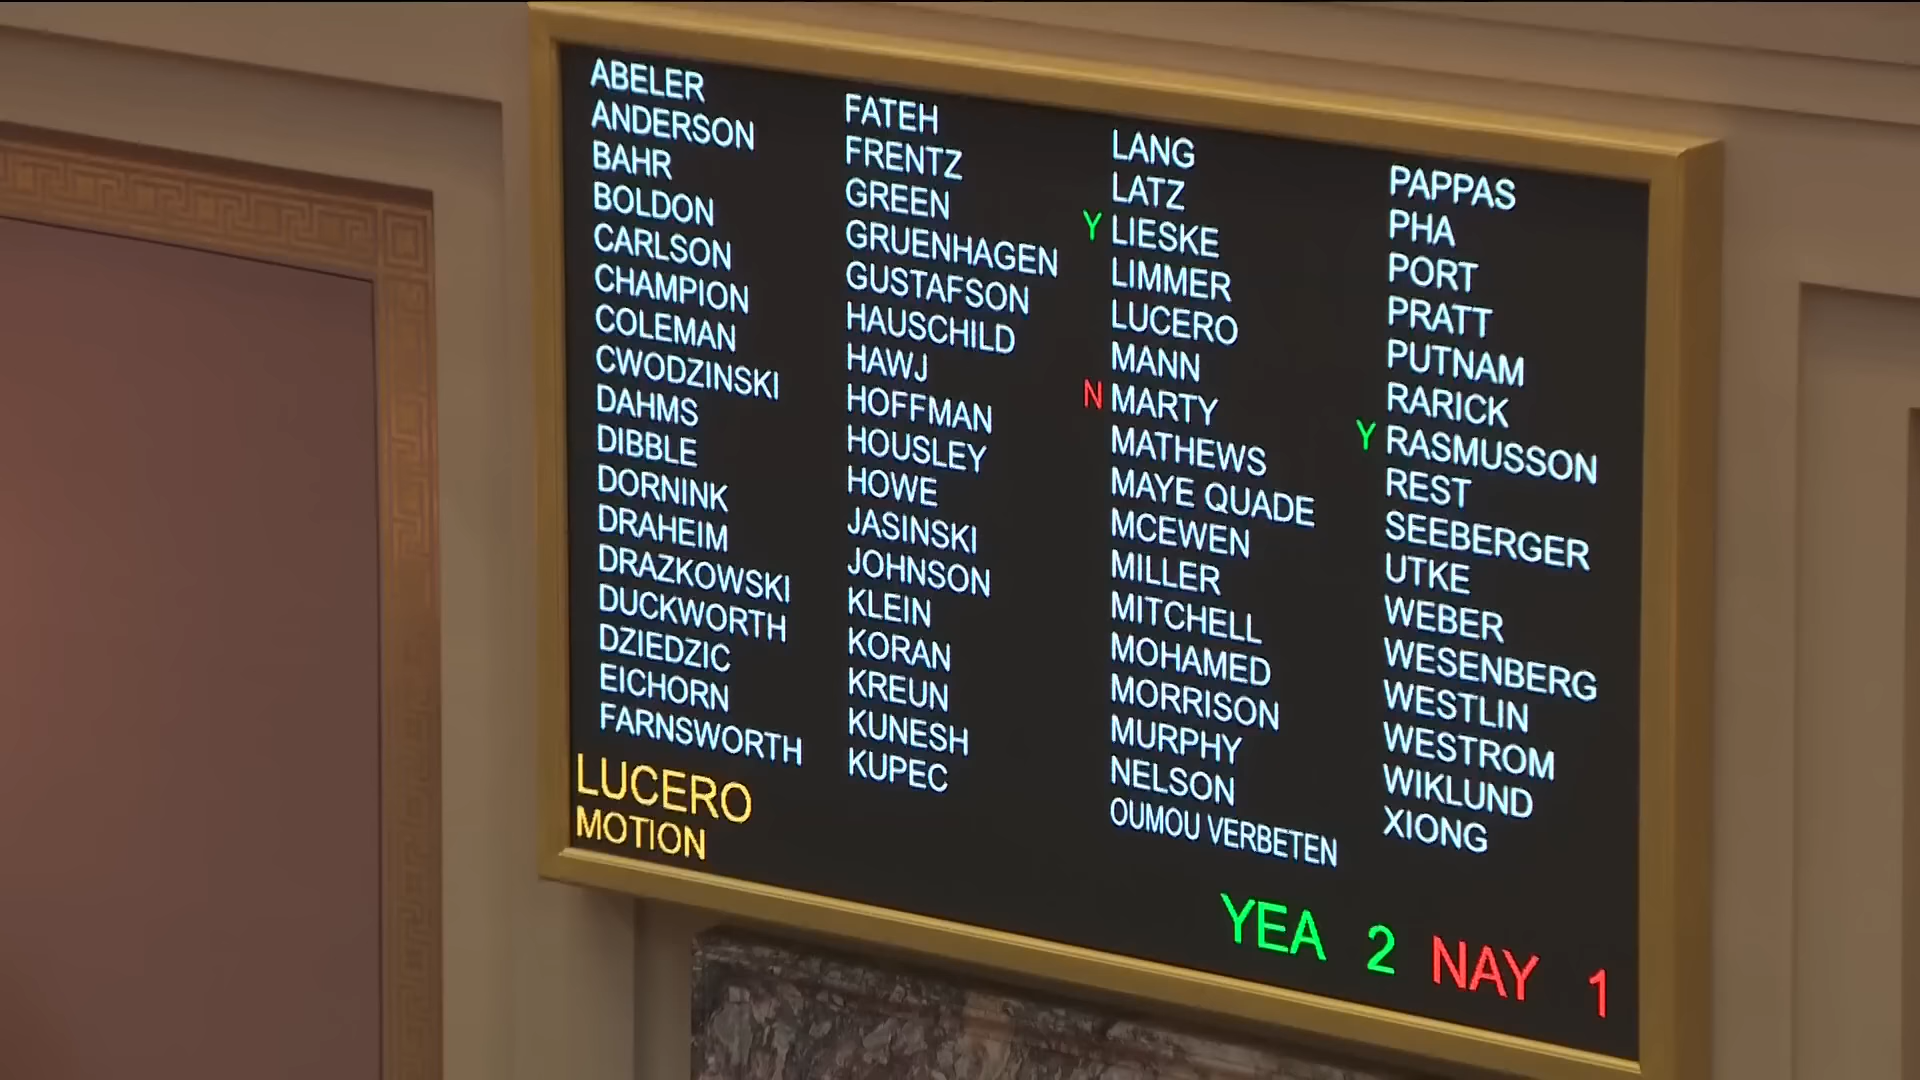 ABELER
ANDERSON
BAHR
BOLDON
CARLSON
CHAMPION
COLEMAN
CWODZINSKI
DAHMS
DIBBLE
DORNINK
DRAHEIM
DRAZKOWSKI
DUCKWORTH
DZIEDZIC
EICHORN
FARNSWORTH
FATEH
FRENTZ
GREEN
GRUENHAGEN
GUSTAFSON
HAUSCHILD
HAWJ
HOFFMAN
HOUSLEY
HOWE
JASINSKI
JOHNSON
KLEIN
KORAN
KREUN
KUNESH
KUPEC
LANG
LATZ
Y LIESKE
LIMMER
LUCERO
MANN
N MARTY
MATHEWS
MAYE QUADE
MCEWEN
MILLER
MITCHELL
MOHAMED
MORRISON
MURPHY
NELSON
OUMOU VERBETEN
PAPPAS
PHA
PORT
PRATT
PUTNAM
RARICK
Y RASMUSSON
REST
SEEBERGER
UTKE
WEBER
WESENBERG
WESTLIN
WESTROM
WIKLUND
XIONG
LUCERO
MOTION
YEA 2 NAY 1